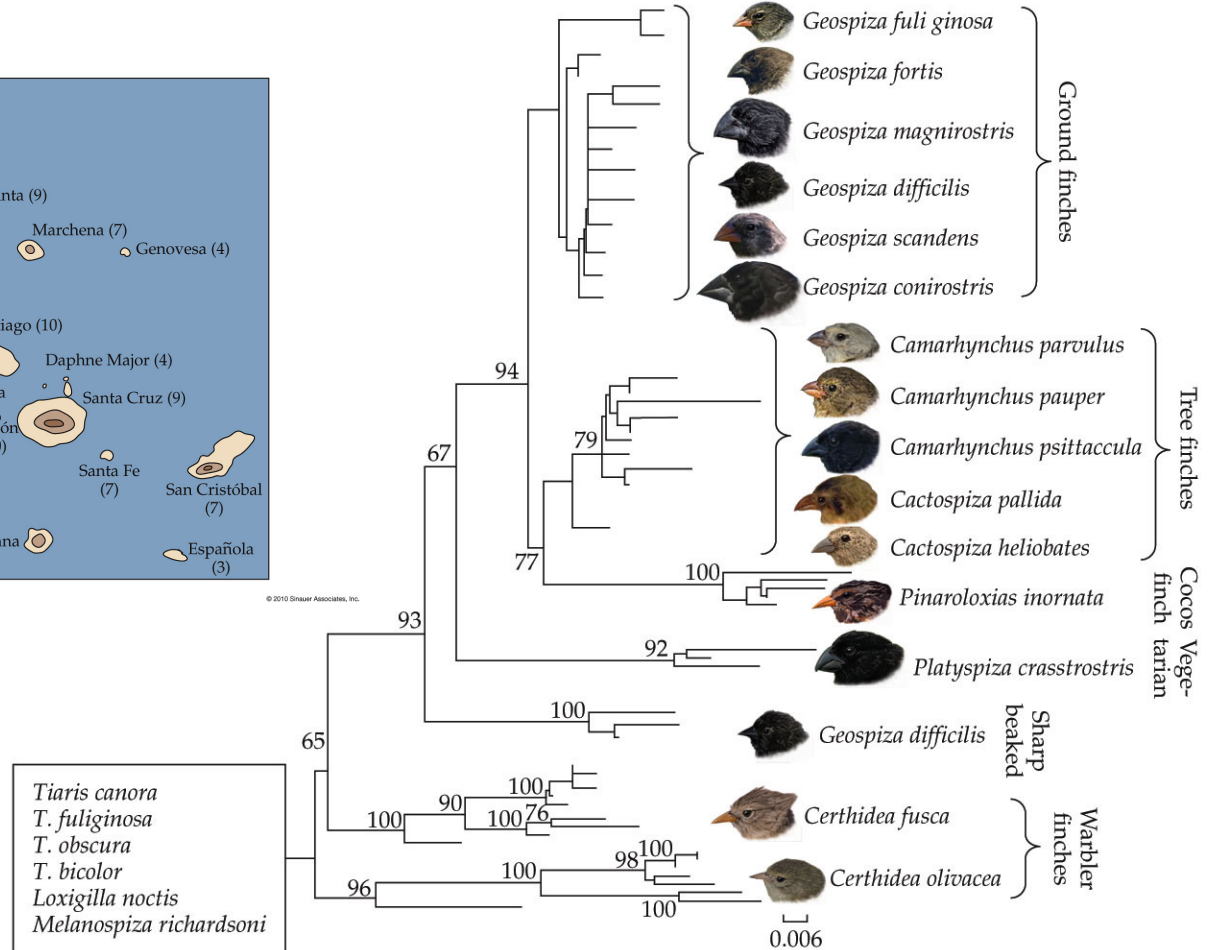 nta (9)
Marchena (7)
Genovesa (4)
iago (10)
Daphne Major (4)
a
Santa Cruz (9)
ón
)
Santa Fe
(7)
San Cristóbal
(7)
na
Española
(3)
© 2010 Sinauer Associates, Inc.
Geospiza fuli ginosa
Geospiza fortis
Geospiza magnirostris
Geospiza difficilis
Geospiza scandens
Geospiza conirostris
Ground finches
Camarhynchus parvulus
Camarhynchus pauper
Camarhynchus psittaccula
Cactospiza pallida
Cactospiza heliobates
Tree finches
Pinaroloxias inornata
Cocos
finch
Platyspiza crasstrostris
Vege-
tarian
Geospiza difficilis
Sharp
beaked
Certhidea fusca
Certhidea olivacea
Warbler
finches
94
79
67
77
100
93
92
100
65
100
90
100
76
100
100
98
100
96
100
0.006
Tiaris canora
T. fuliginosa
T. obscura
T. bicolor
Loxigilla noctis
Melanospiza richardsoni